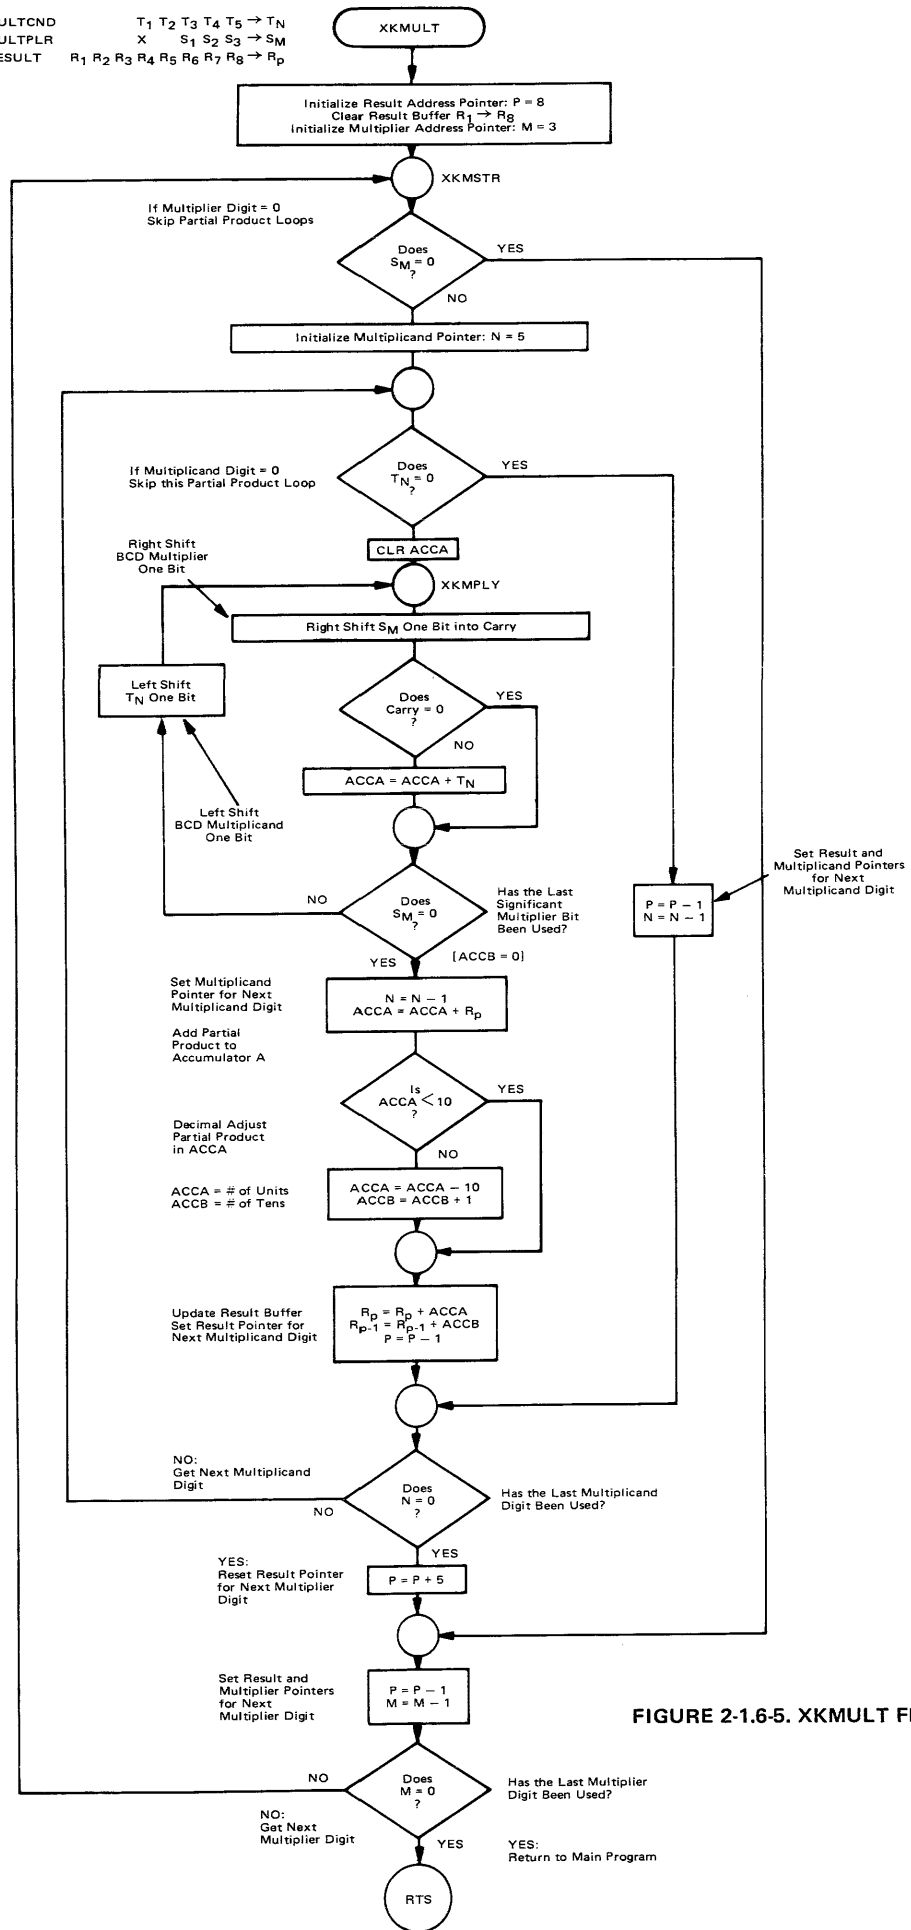 ULTCND T1 T2 T3 T4 T5 → TN
ULTPLR X S1 S2 S3 → SM
ESULT R1 R2 R3 R4 R5 R6 R7 R8 → Rp
XKMULT
Initialize Result Address Pointer: P = 8
Clear Result Buffer R1 → R8
Initialize Multiplier Address Pointer: M = 3
XKMSTR
If Multiplier Digit = 0
Skip Partial Product Loops
Does
SM = 0
?
YES
NO
Initialize Multiplicand Pointer: N = 5
If Multiplicand Digit = 0
Skip this Partial Product Loop
Does
TN = 0
?
YES
CLR ACCA
Right Shift
BCD Multiplier
One Bit
XKMPLY
Right Shift SM One Bit into Carry
Left Shift
TN One Bit
Does
Carry = 0
?
YES
NO
ACCA = ACCA + TN
Left Shift
BCD Multiplicand
One Bit
Set Result and
Multiplicand Pointers
for Next
Multiplicand Digit
P = P − 1
N = N − 1
NO
Does
SM = 0
?
Has the Last
Significant
Multiplier Bit
Been Used?
YES
[ACCB = 0]
Set Multiplicand
Pointer for Next
Multiplicand Digit
N = N − 1
ACCA = ACCA + Rp
Add Partial
Product to
Accumulator A
Is
ACCA < 10
?
YES
Decimal Adjust
Partial Product
in ACCA
NO
ACCA = # of Units
ACCB = # of Tens
ACCA = ACCA − 10
ACCB = ACCB + 1
Update Result Buffer
Set Result Pointer for
Next Multiplicand Digit
Rp = Rp + ACCA
Rp-1 = Rp-1 + ACCB
P = P − 1
NO:
Get Next Multiplicand
Digit
NO
Does
N = 0
?
Has the Last Multiplicand
Digit Been Used?
YES
YES:
Reset Result Pointer
for Next Multiplier
Digit
P = P + 5
Set Result and
Multiplier Pointers
for Next
Multiplier Digit
P = P − 1
M = M − 1
FIGURE 2-1.6-5. XKMULT F
NO
Does
M = 0
?
Has the Last Multiplier
Digit Been Used?
NO:
Get Next
Multiplier Digit
YES
YES:
Return to Main Program
RTS